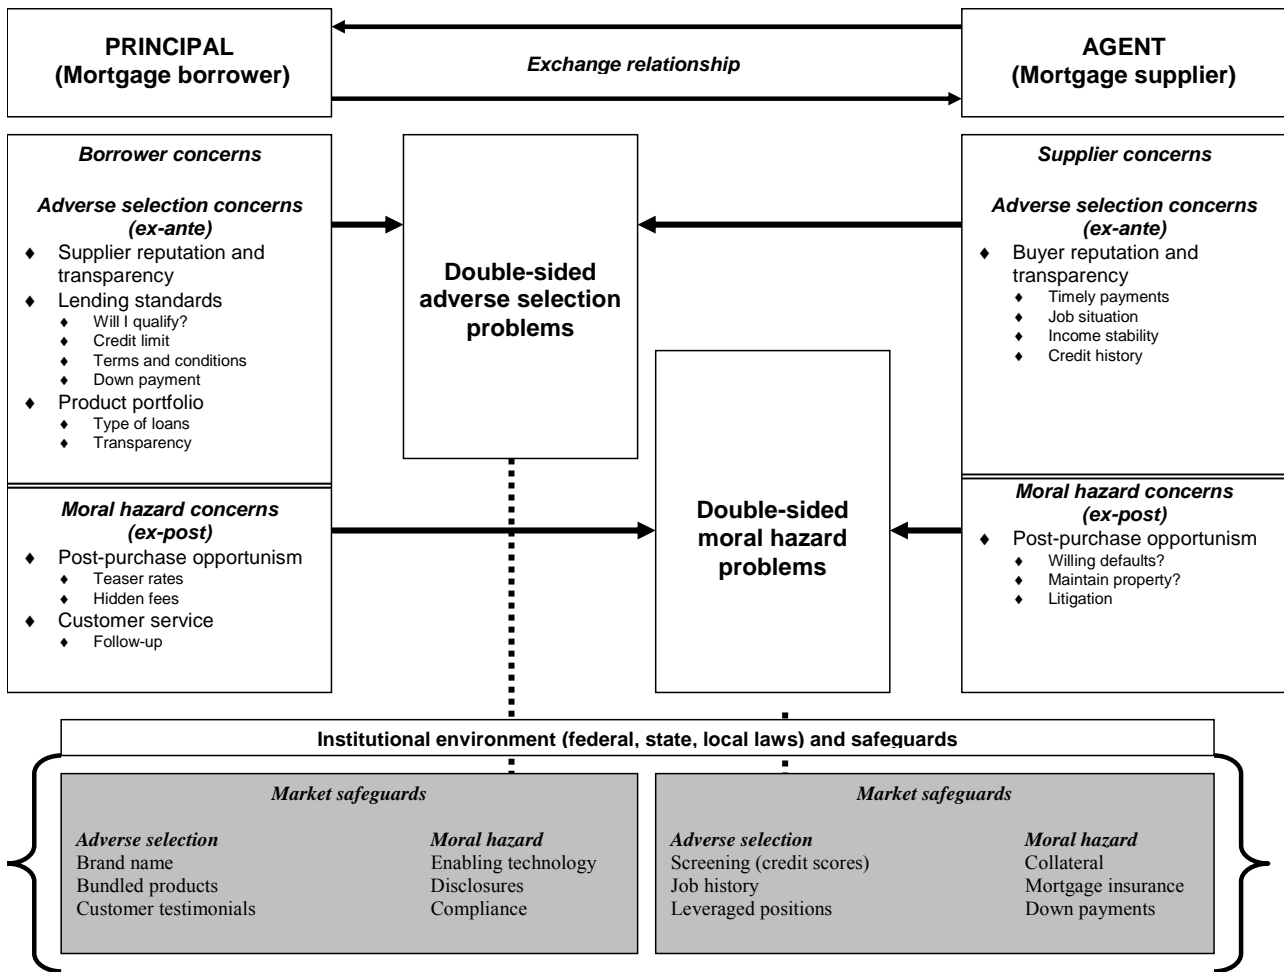 PRINCIPAL
(Mortgage borrower)
Exchange relationship
AGENT
(Mortgage supplier)
Borrower concerns
Adverse selection concerns
(ex-ante)
♦ Supplier reputation and
transparency
♦ Lending standards
♦ Will I qualify?
♦ Credit limit
♦ Terms and conditions
♦ Down payment
♦ Product portfolio
♦ Type of loans
♦ Transparency
Moral hazard concerns
(ex-post)
♦ Post-purchase opportunism
♦ Teaser rates
♦ Hidden fees
♦ Customer service
♦ Follow-up
Double-sided
adverse selection
problems
Double-sided
moral hazard
problems
Supplier concerns
Adverse selection concerns
(ex-ante)
♦ Buyer reputation and
transparency
♦ Timely payments
♦ Job situation
♦ Income stability
♦ Credit history
Moral hazard concerns
(ex-post)
♦ Post-purchase opportunism
♦ Willing defaults?
♦ Maintain property?
♦ Litigation
Institutional environment (federal, state, local laws) and safeguards
Market safeguards
Adverse selection
Brand name
Bundled products
Customer testimonials
Moral hazard
Enabling technology
Disclosures
Compliance
Market safeguards
Adverse selection
Screening (credit scores)
Job history
Leveraged positions
Moral hazard
Collateral
Mortgage insurance
Down payments